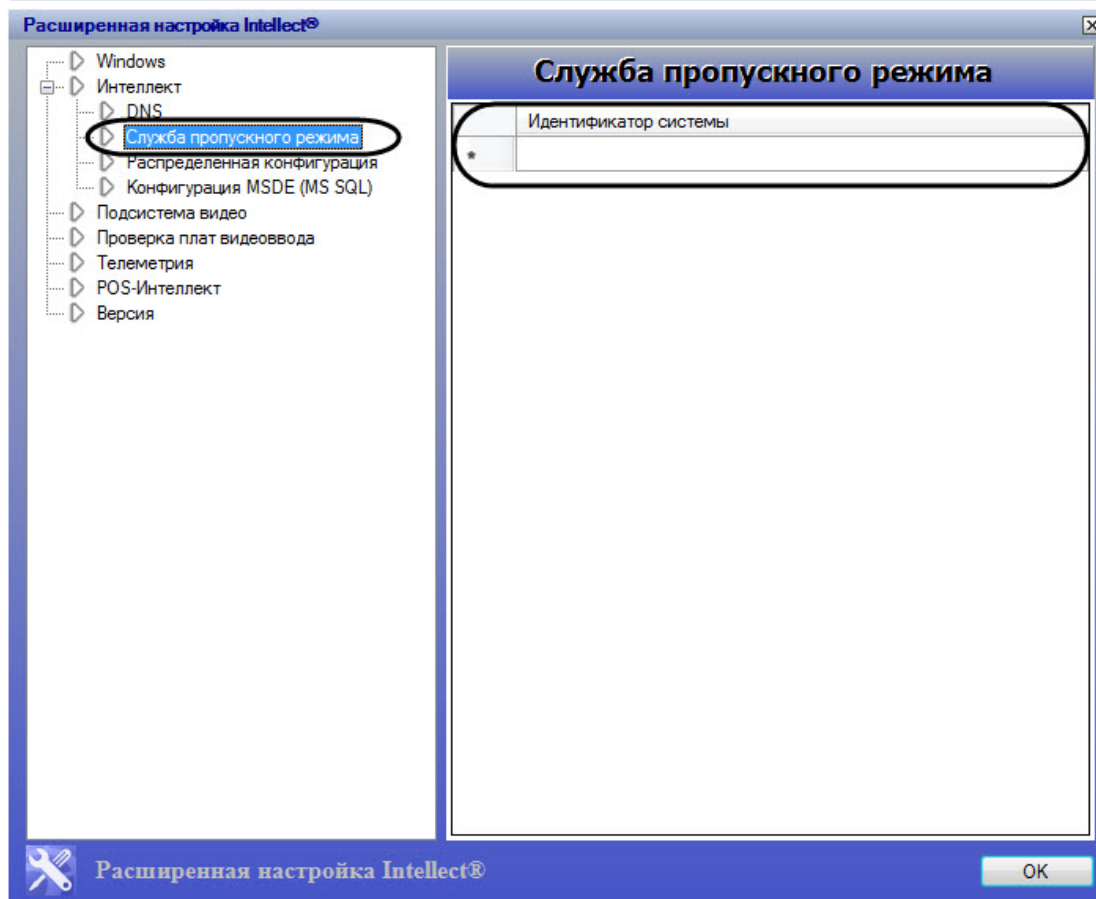 Расширенная настройка Intellect®
Windows
Интеллект
DNS
Служба пропускного режима
Распределенная конфигурация
Конфигурация MSDE (MS SQL)
Подсистема видео
Проверка плат видеоввода
Телеметрия
POS-Интеллект
Версия
Служба пропускного режима
Идентификатор системы
*
Расширенная настройка Intellect®
OK